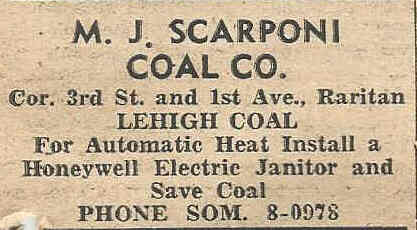 M. J. SCARPONI
COAL CO.
Cor. 3rd St. and 1st Ave., Raritan
LEHIGH COAL
For Automatic Heat Install a
Honeywell Electric Janitor and
Save Coal
PHONE SOM. 8-0978